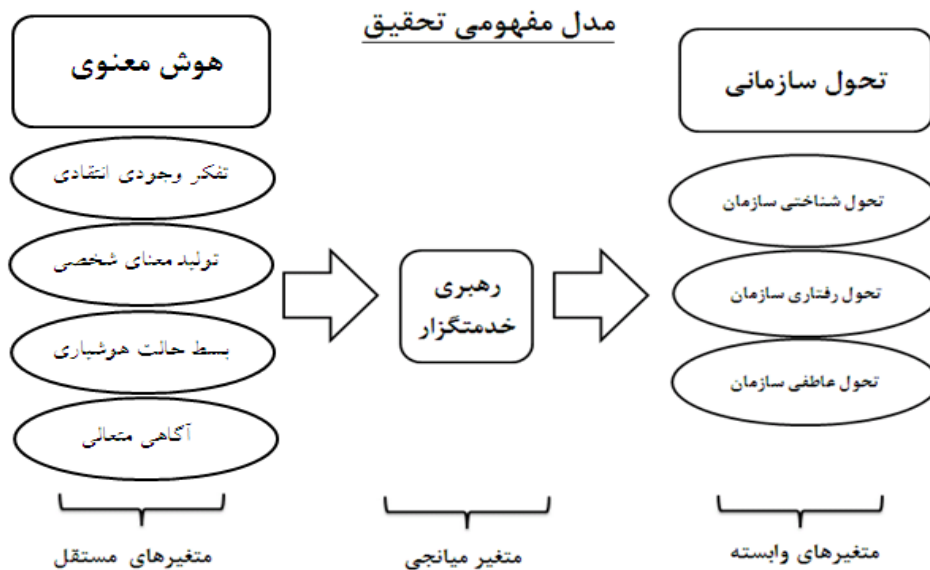 مدل مفهومی تحقیق
تحول سازمانی
تحول شناختی سازمان
تحول رفتاری سازمان
تحول عاطفی سازمان
متغیرهای وابسته
رهبری
خدمتگزار
متغیر میانجی
هوش معنوی
تفکر وجودی انتقادی
تولید معنای شخصی
بسط حالت هوشیاری
آگاهی متعالی
متغیرهای مستقل